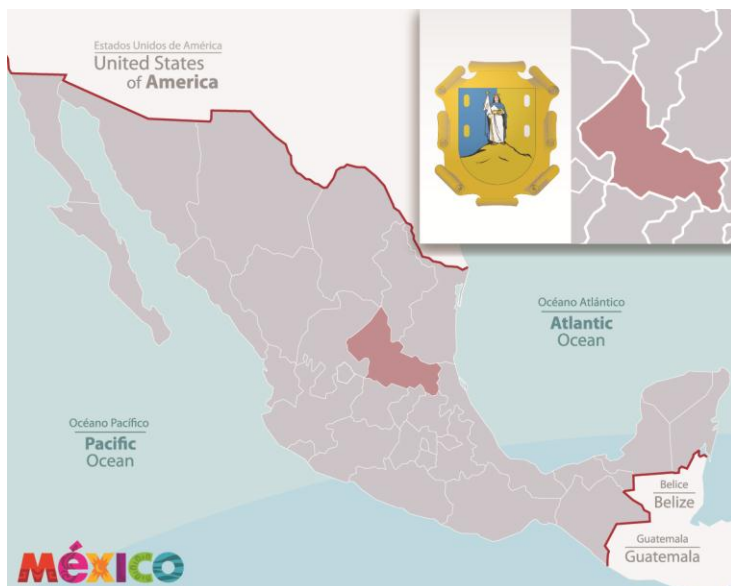 Estados Unidos de América
United States
of America
Océano Atlántico
Atlantic
Ocean
Océano Pacífico
Pacific
Ocean
Belice
Belize
Guatemala
Guatemala
MéXICO